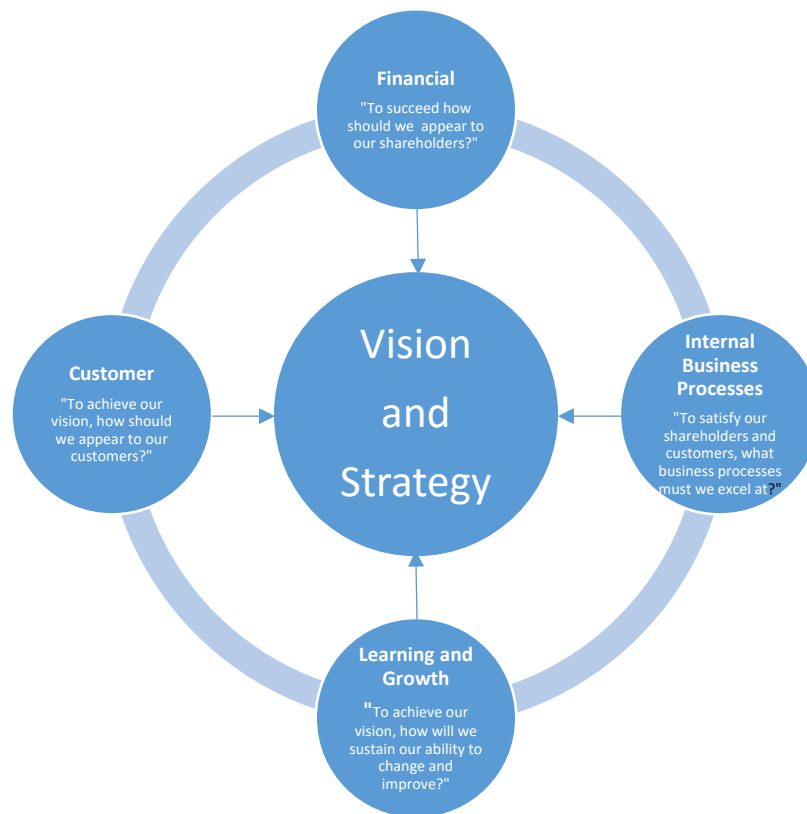 Financial
"To succeed how
should we appear to
our shareholders?"
Customer
"To achieve our
vision, how should
we appear to our
customers?"
Vision
and
Strategy
Internal
Business
Processes
"To satisfy our
shareholders and
customers, what
business processes
must we excel at?"
Learning and
Growth
"To achieve our
vision, how will we
sustain our ability to
change and
improve?"